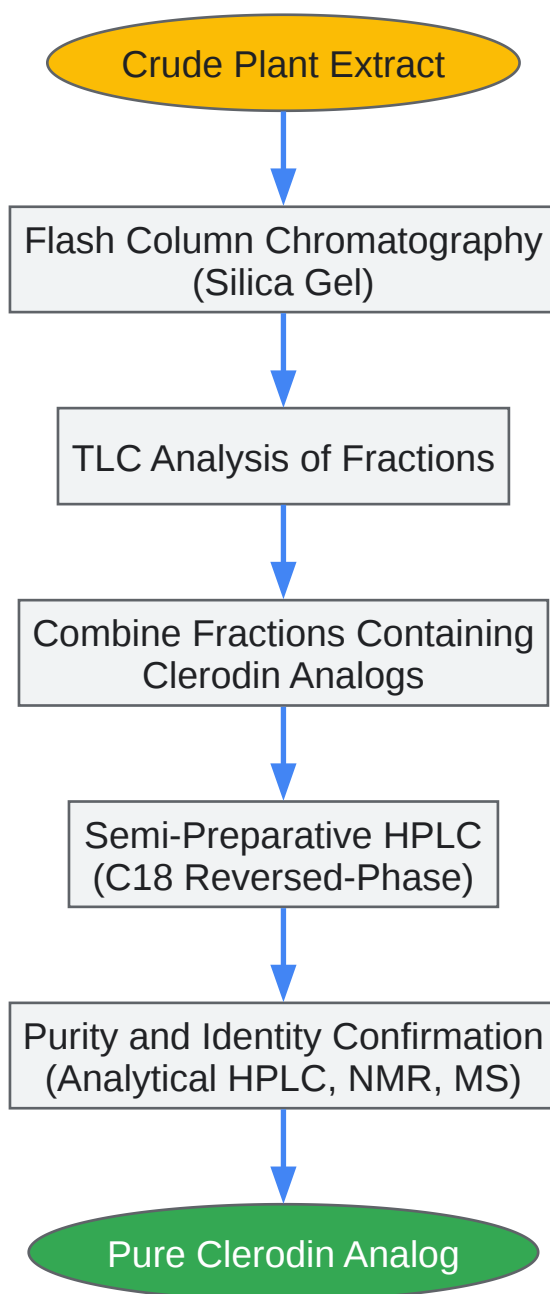 Crude Plant Extract
Flash Column Chromatography
(Silica Gel)
TLC Analysis of Fractions
Combine Fractions Containing
Clerodin Analogs
Semi-Preparative HPLC
(C18 Reversed-Phase)
Purity and Identity Confirmation
(Analytical HPLC, NMR, MS)
Pure Clerodin Analog